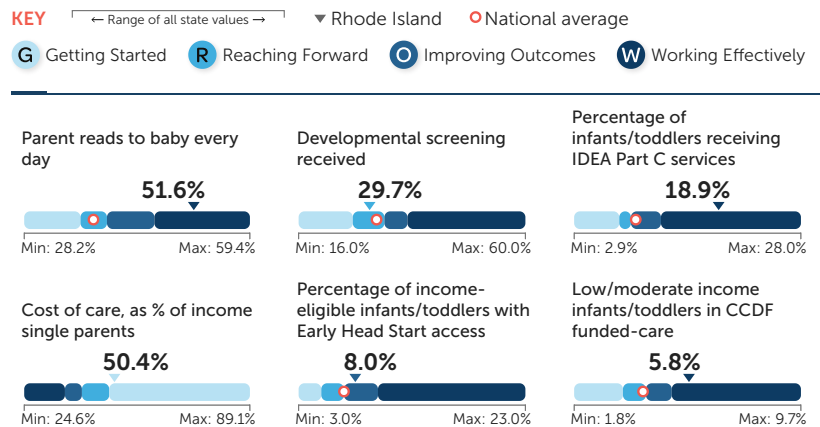 KEY
← Range of all state values →
Rhode Island
National average
G Getting Started
R Reaching Forward
O Improving Outcomes
W Working Effectively
Parent reads to baby every
day
51.6%
Min: 28.2%
Max: 59.4%
Developmental screening
received
29.7%
Min: 16.0%
Max: 60.0%
Percentage of
infants/toddlers receiving
IDEA Part C services
18.9%
Min: 2.9%
Max: 28.0%
Cost of care, as % of income
single parents
50.4%
Min: 24.6%
Max: 89.1%
Percentage of income-
eligible infants/toddlers with
Early Head Start access
8.0%
Min: 3.0%
Max: 23.0%
Low/moderate income
infants/toddlers in CCDF
funded-care
5.8%
Min: 1.8%
Max: 9.7%